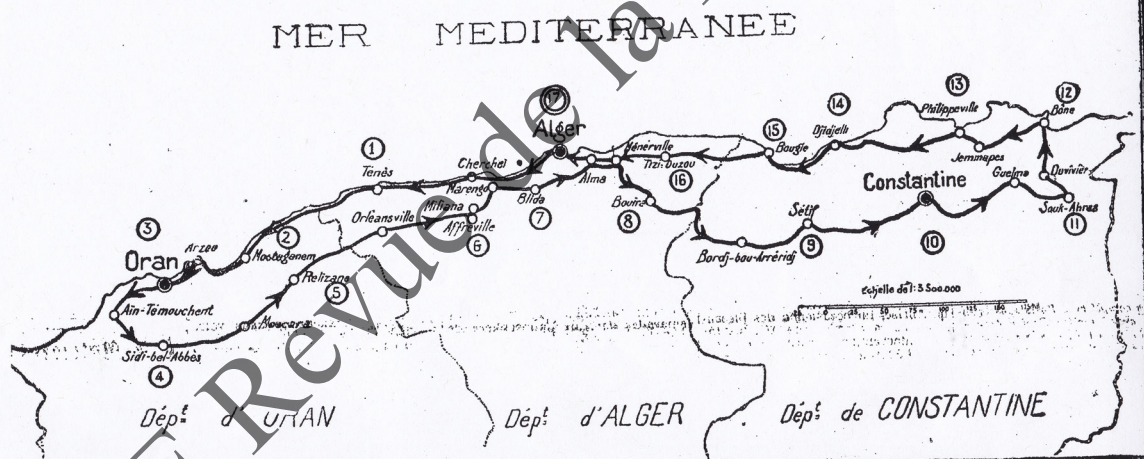 MER MEDITERRANEE
17
Alger
13
Philippeville
12
Bône
14
Djidjelli
15
Bougie
Jemmapes
1
Ténès
Cherchel
Ménerville
Tizi-Ouzou
16
Alma
Marengo
Blida
7
Miliana
Affreville
6
Bouira
8
Constantine
10
Guelma
Duvivier
Souk-Ahras
11
Orléansville
3
Oran
Arzew
2
Mostaganem
Relizane
5
Sétif
9
Bordj-bou-Arréridj
Ain-Témouchent
Mascara
Sidi-bel-Abbès
4
Echelle de 1: 3 500.000
Dépt d'ORAN
Dépt d'ALGER
Dépt de CONSTANTINE
Revue de la